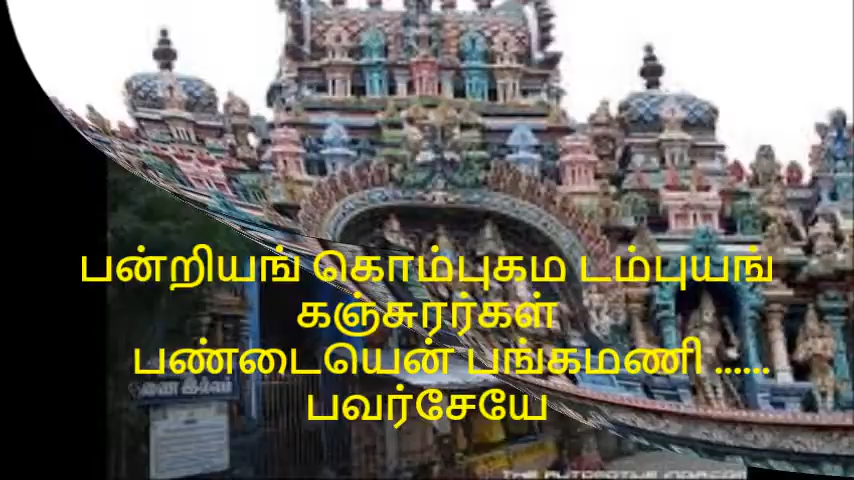 பன்றியங் கொம்புகம டம்புயங்
கஞ்சுரர்கள்
பண்டையென் பங்கமணி ......
பவர்சேயே